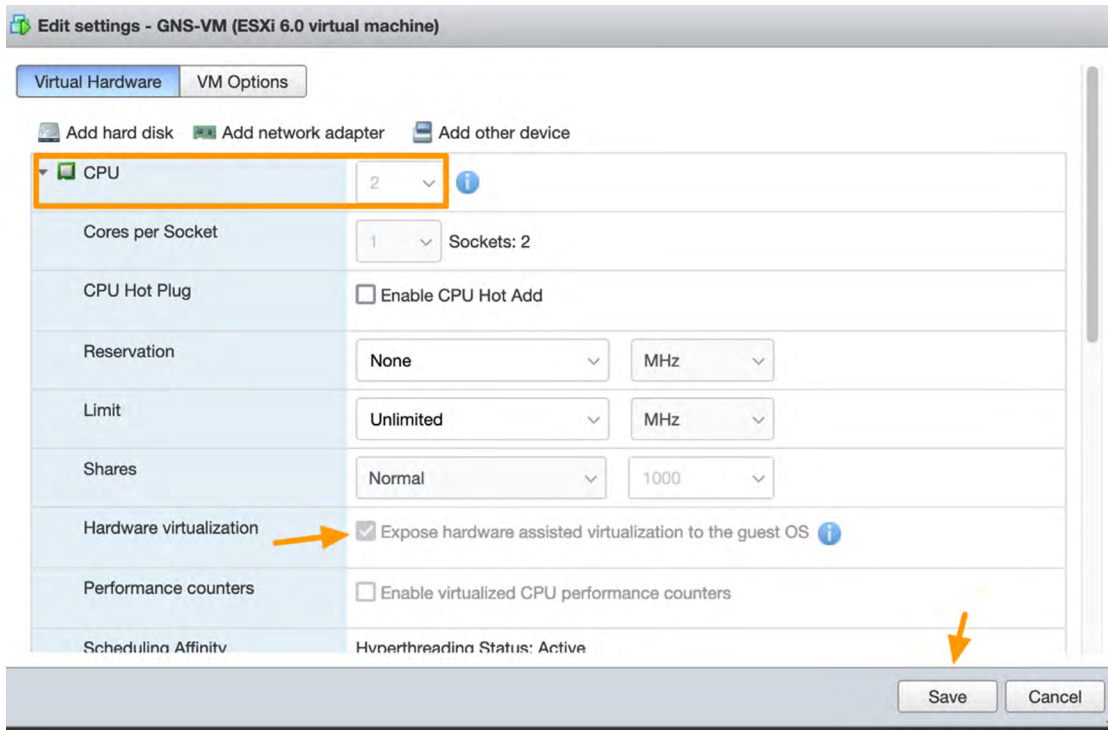 Edit settings - GNS-VM (ESXi 6.0 virtual machine)
Virtual Hardware VM Options
Add hard disk Add network adapter Add other device
CPU 2
Cores per Socket 1 Sockets: 2
CPU Hot Plug Enable CPU Hot Add
Reservation None MHz
Limit Unlimited MHz
Shares Normal 1000
Hardware virtualization Expose hardware assisted virtualization to the guest OS
Performance counters Enable virtualized CPU performance counters
Scheduling Affinity Hyperthreading Status: Active
Save Cancel